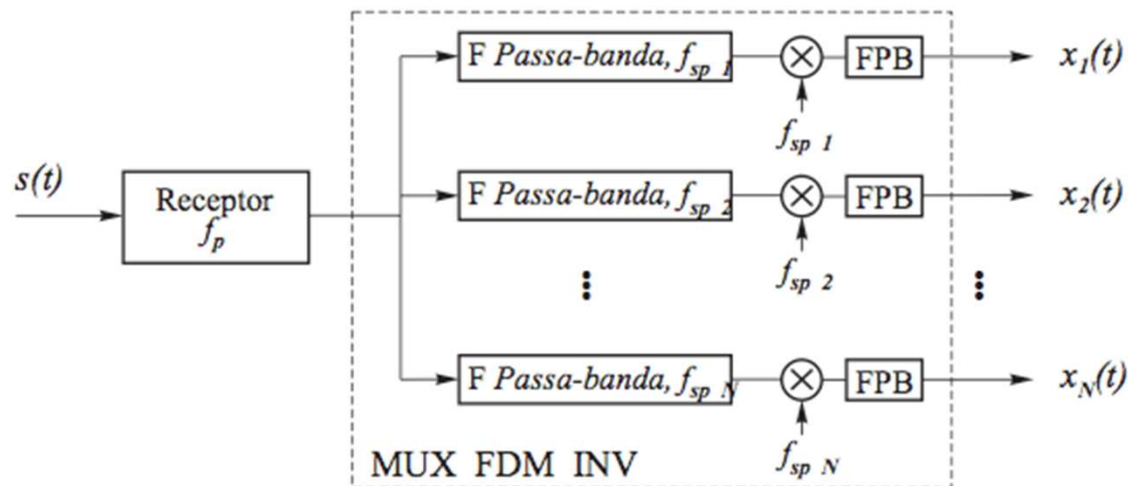 F Passa-banda, f_sp 1
FPB
x_1(t)
f_sp 1
s(t)
Receptor
f_p
F Passa-banda, f_sp 2
FPB
x_2(t)
f_sp 2
F Passa-banda, f_sp N
FPB
x_N(t)
f_sp N
MUX FDM INV